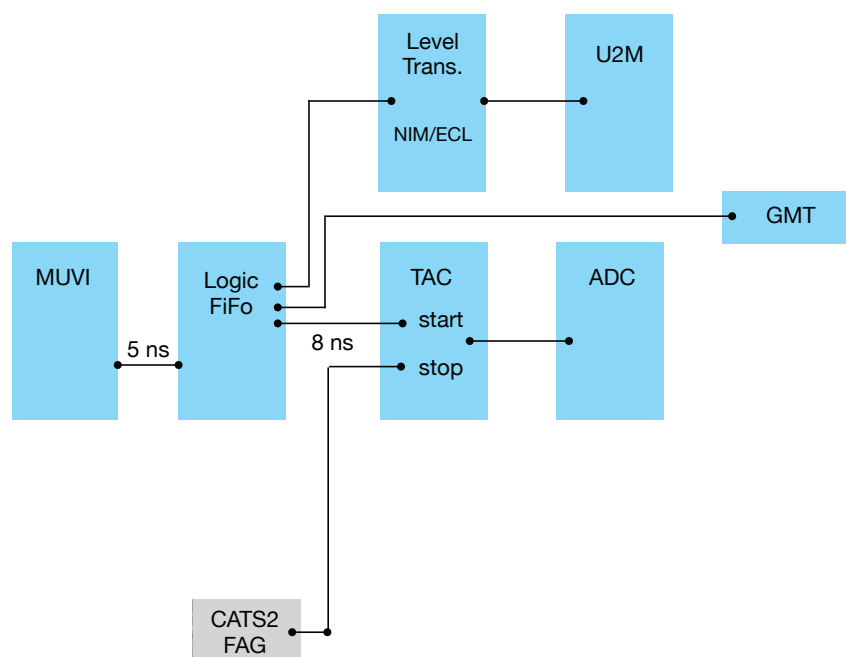 Level
Trans.
NIM/ECL
U2M
GMT
MUVI
5 ns
Logic
FiFo
8 ns
TAC
start
stop
ADC
CATS2
FAG